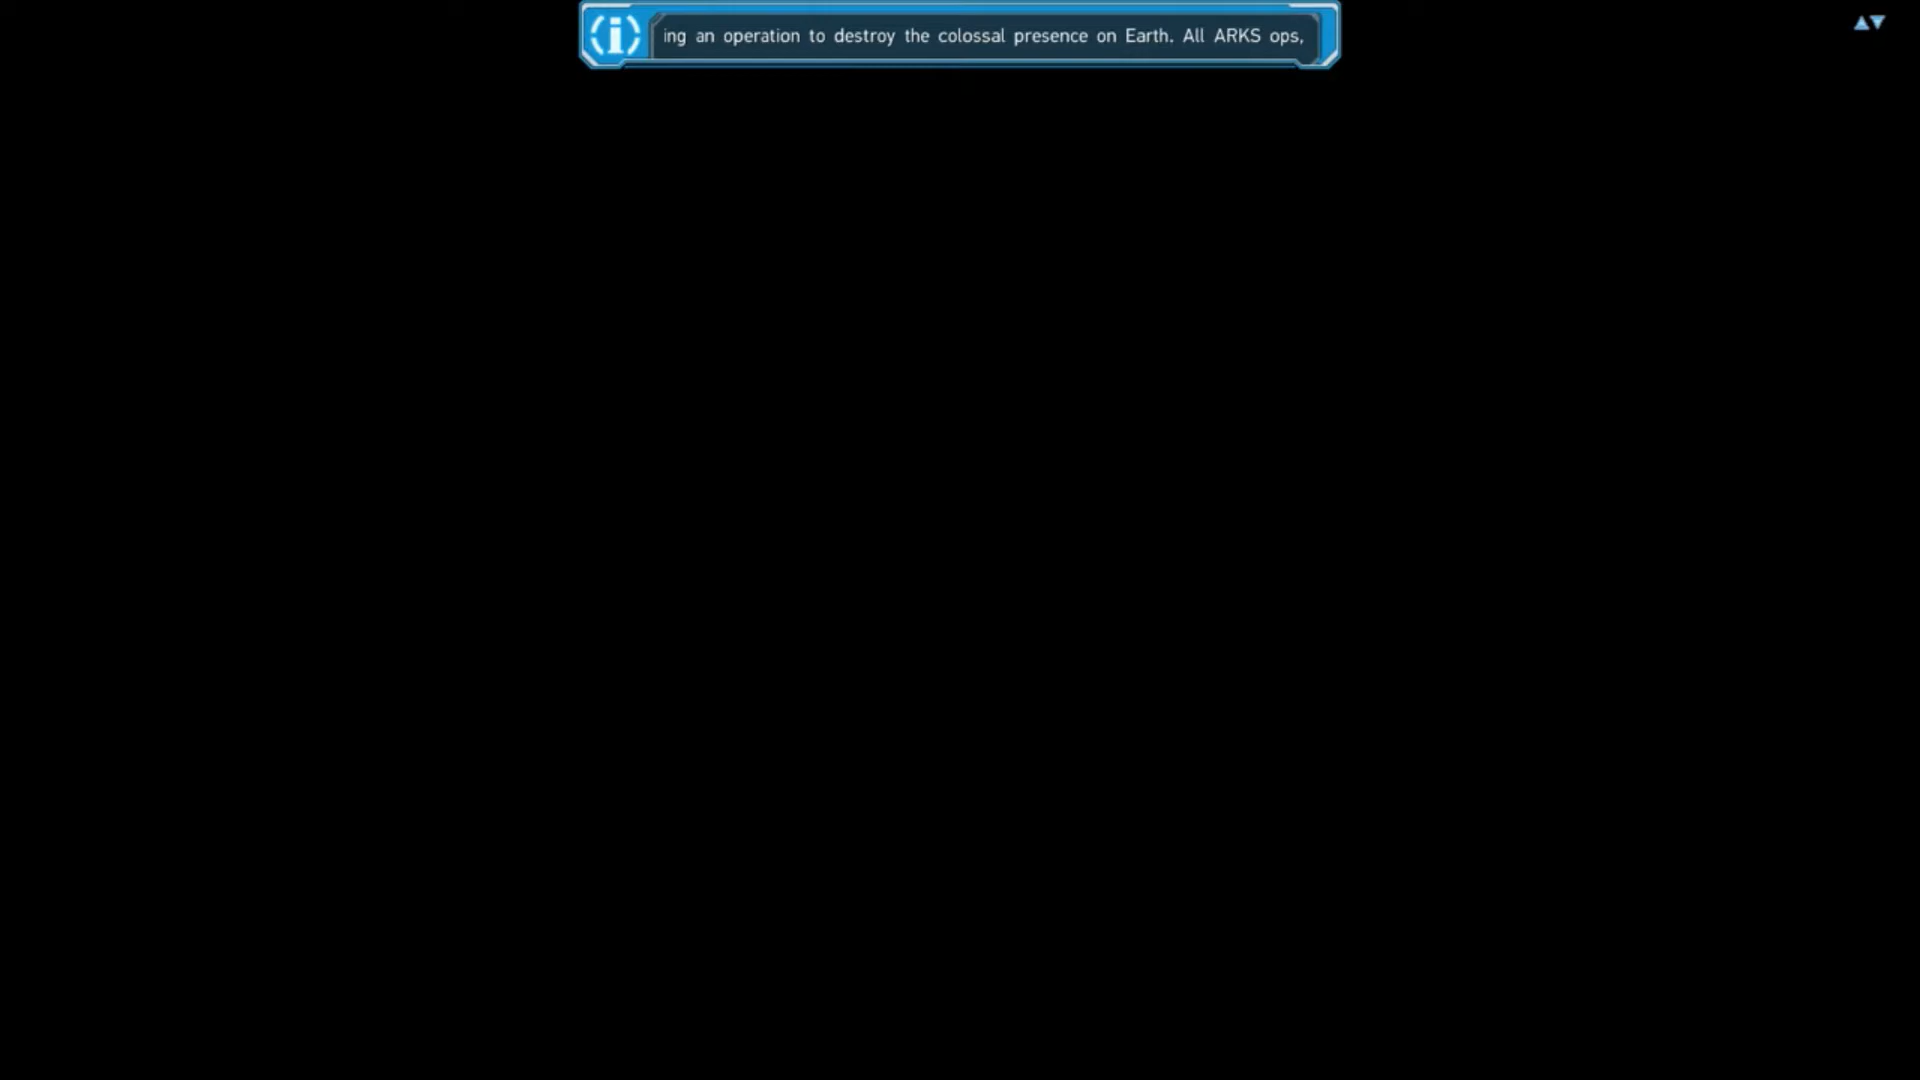 ing an operation to destroy the colossal presence on Earth. All ARKS ops,